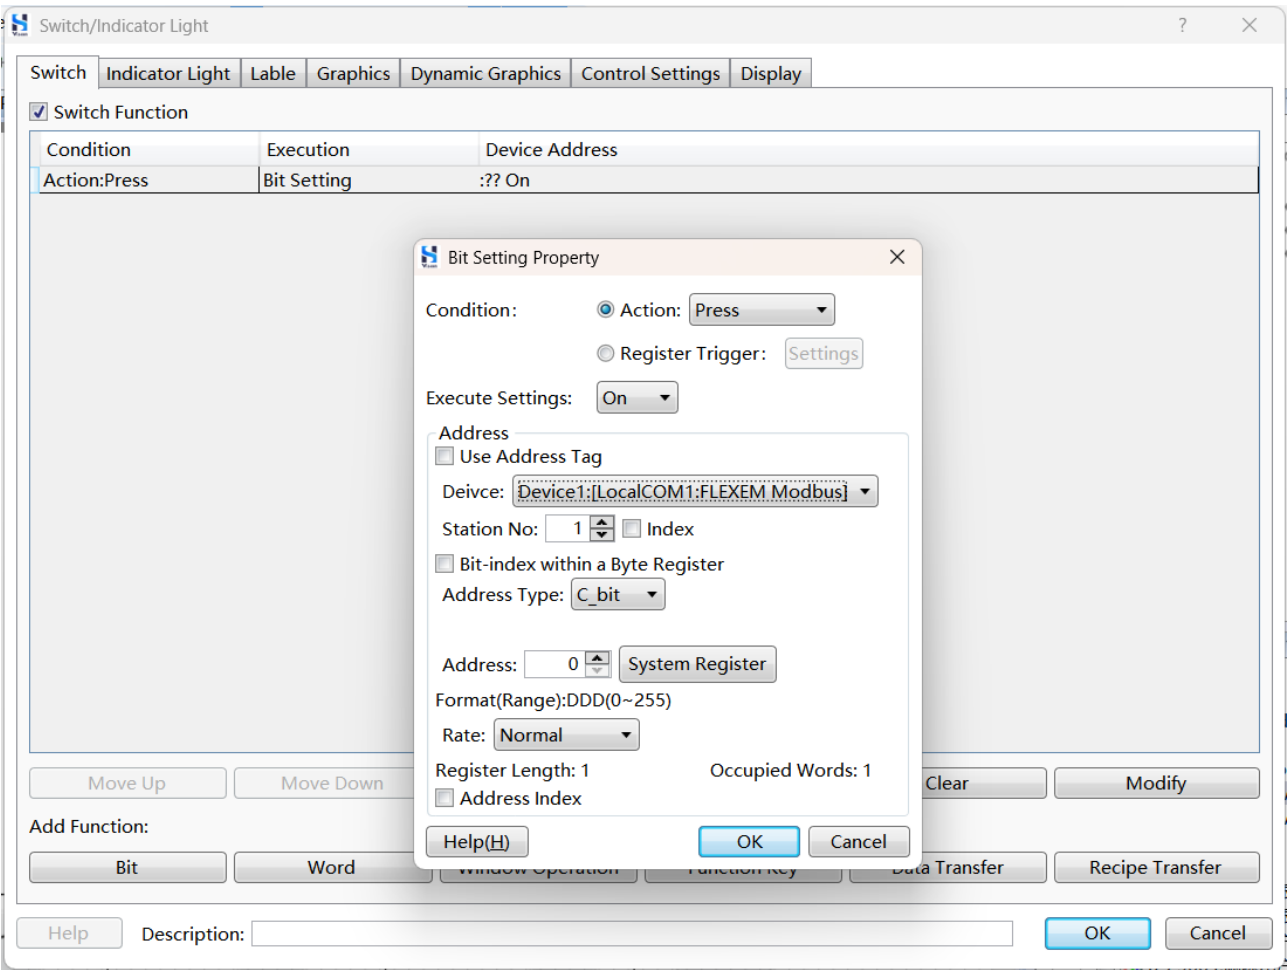 Switch/Indicator Light ?
Switch Indicator Light Lable Graphics Dynamic Graphics Control Settings Display
Switch Function
Condition Execution Device Address
Action:Press Bit Setting :?? On
Bit Setting Property
Condition: Action: Press
Register Trigger: Settings
Execute Settings: On
Address
Use Address Tag
Deivce: Device1:[LocalCOM1:FLEXEM Modbus]
Station No: 1 Index
Bit-index within a Byte Register
Address Type: C_bit
Address: 0 System Register
Format(Range):DDD(0~255)
Rate: Normal
Register Length: 1 Occupied Words: 1
Address Index
Help(H) OK Cancel
Move Up Move Down Clear Modify
Add Function:
Bit Word Window Operation Function Key Data Transfer Recipe Transfer
Help Description: OK Cancel